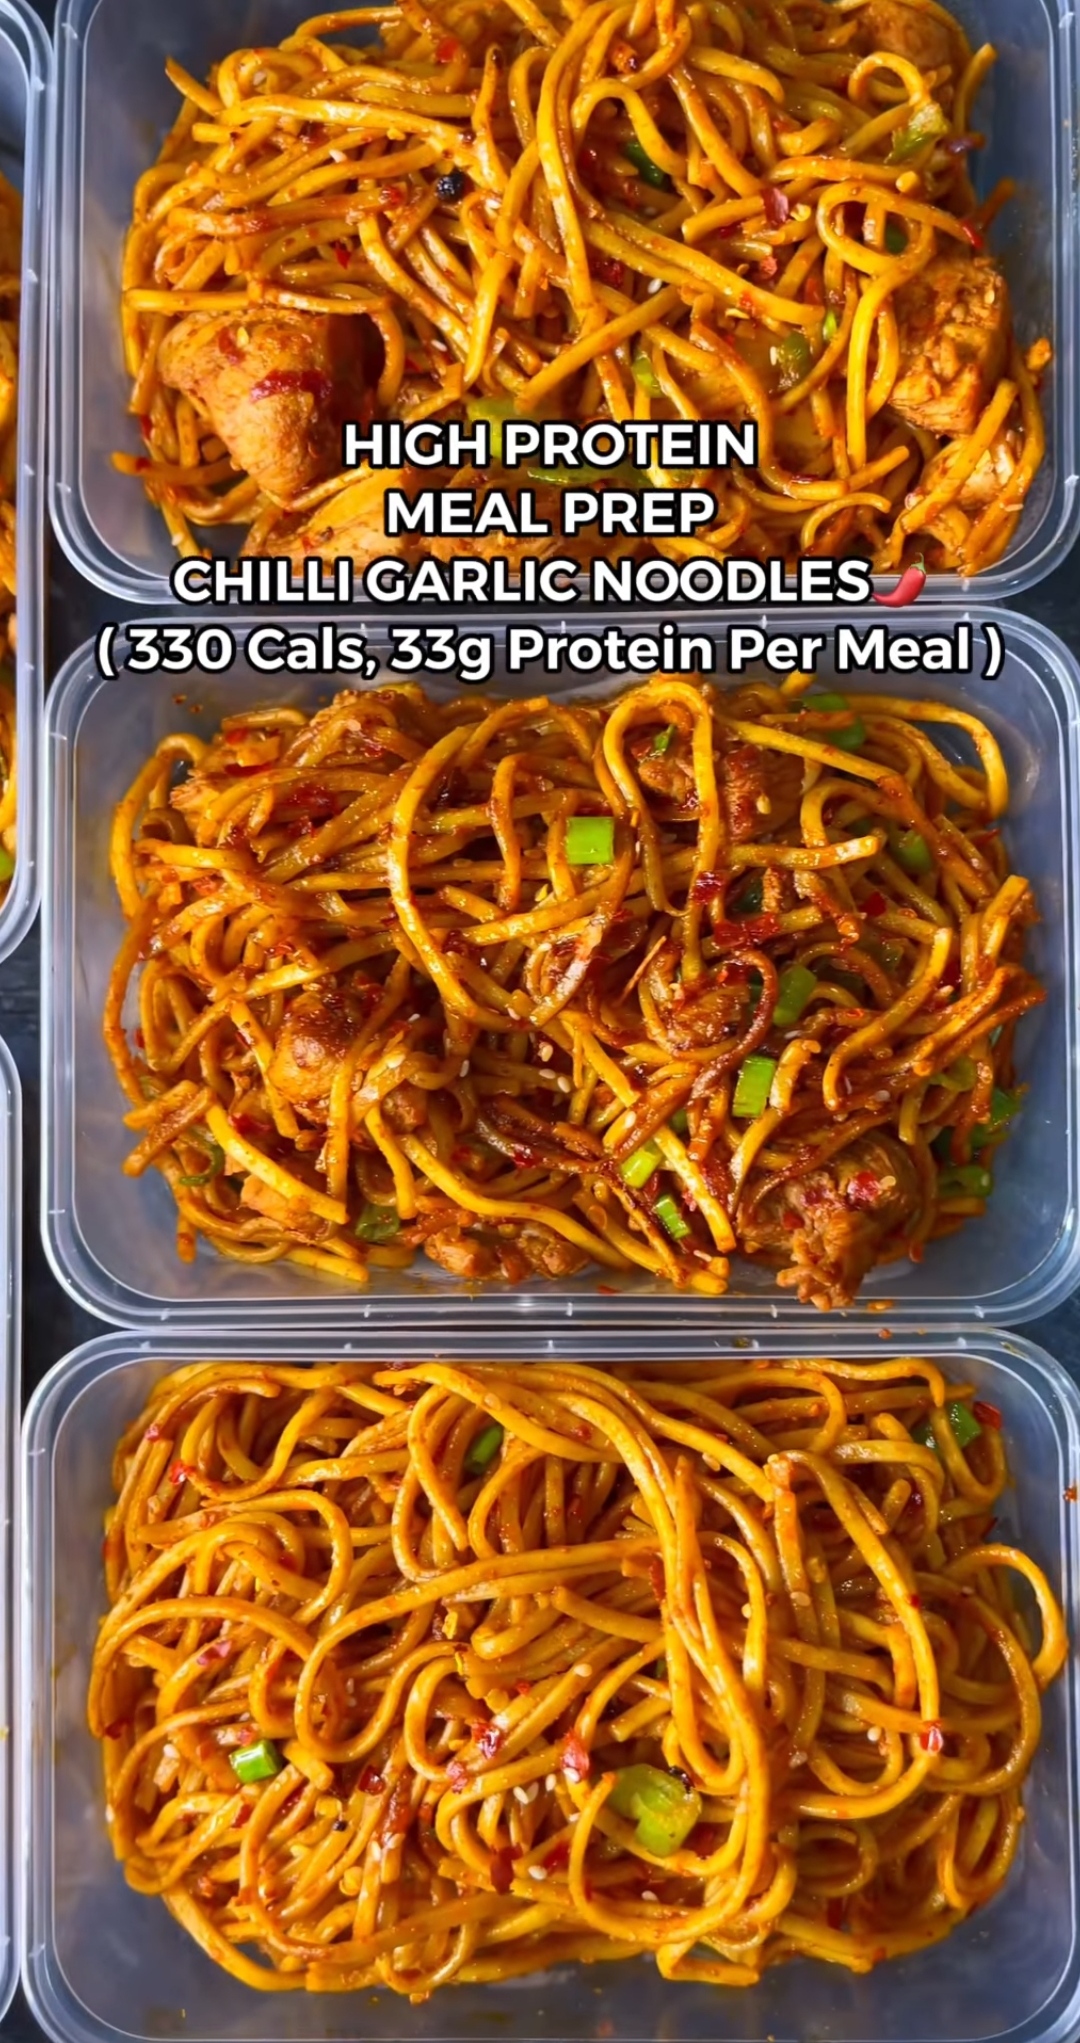 HIGH PROTEIN
MEAL PREP
CHILLI GARLIC NOODLES🌶️
( 330 Cals, 33g Protein Per Meal )